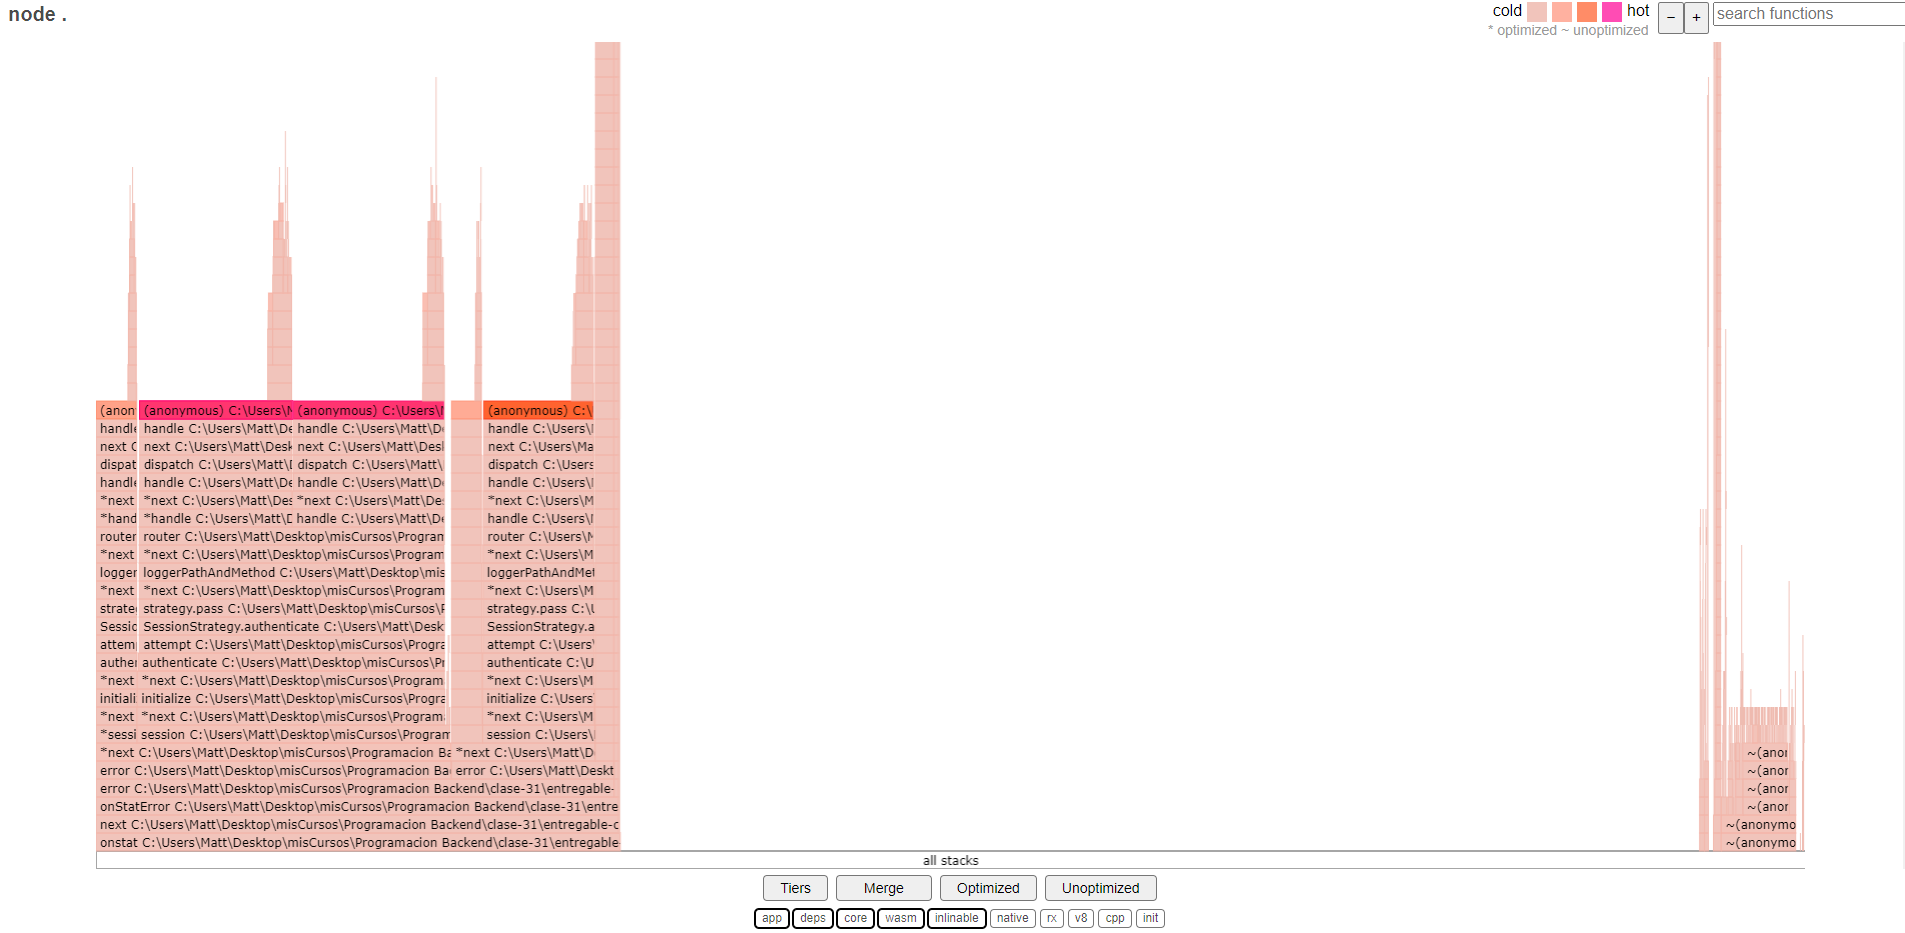 node .
cold hot
* optimized ~ unoptimized
− +
search functions
(anon (anonymous) C:\Users\M (anonymous) C:\Users\M (anonymous) C:\
handle handle C:\Users\Matt\De handle C:\Users\Matt\De handle C:\Users\
next C next C:\Users\Matt\Desk next C:\Users\Matt\Desk next C:\Users\Ma
dispat dispatch C:\Users\Matt\ dispatch C:\Users\Matt\ dispatch C:\Users
handle handle C:\Users\Matt\De handle C:\Users\Matt\De handle C:\Users\
*next *next C:\Users\Matt\Des *next C:\Users\Matt\De *next C:\Users\M
*hand *handle C:\Users\Matt\D handle C:\Users\Matt\De handle C:\Users\
router router C:\Users\Matt\Desktop\misCursos\Program router C:\Users\M
*next *next C:\Users\Matt\Desktop\misCursos\Program *next C:\Users\M
logger loggerPathAndMethod C:\Users\Matt\Desktop\mis loggerPathAndMet
*next *next C:\Users\Matt\Desktop\misCursos\Program *next C:\Users\M
strate strategy.pass C:\Users\Matt\Desktop\misCursos\P strategy.pass C:\U
Sessio SessionStrategy.authenticate C:\Users\Matt\Desk SessionStrategy.a
attem attempt C:\Users\Matt\Desktop\misCursos\Progra attempt C:\Users\
auther authenticate C:\Users\Matt\Desktop\misCursos\Pr authenticate C:\U
*next *next C:\Users\Matt\Desktop\misCursos\Program *next C:\Users\M
initiali initialize C:\Users\Matt\Desktop\misCursos\Progra initialize C:\Users
*next *next C:\Users\Matt\Desktop\misCursos\Program *next C:\Users\M
*sessi session C:\Users\Matt\Desktop\misCursos\Program session C:\Users\
*next C:\Users\Matt\Desktop\misCursos\Programacion Ba *next C:\Users\Matt\D ~(anon
error C:\Users\Matt\Desktop\misCursos\Programacion Ba error C:\Users\Matt\Deskt ~(anon
error C:\Users\Matt\Desktop\misCursos\Programacion Backend\clase-31\entregable- ~(anon
onStatError C:\Users\Matt\Desktop\misCursos\Programacion Backend\clase-31\entre ~(anon
next C:\Users\Matt\Desktop\misCursos\Programacion Backend\clase-31\entregable-c ~(anonymo
onstat C:\Users\Matt\Desktop\misCursos\Programacion Backend\clase-31\entregable- ~(anonymo
all stacks
Tiers Merge Optimized Unoptimized
app deps core wasm inlinable native rx v8 cpp init